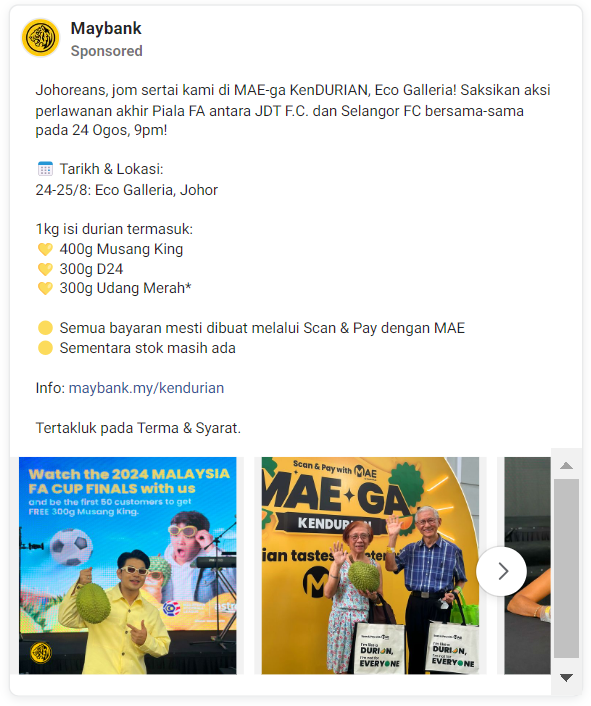 Maybank
Sponsored
Johoreans, jom sertai kami di MAE-ga KenDURIAN, Eco Galleria! Saksikan aksi
perlawanan akhir Piala FA antara JDT F.C. dan Selangor FC bersama-sama
pada 24 Ogos, 9pm!
Tarikh & Lokasi:
24-25/8: Eco Galleria, Johor
1kg isi durian termasuk:
💛 400g Musang King
💛 300g D24
💛 300g Udang Merah*
🟡 Semua bayaran mesti dibuat melalui Scan & Pay dengan MAE
🟡 Sementara stok masih ada
Info: maybank.my/kendurian
Tertakluk pada Terma & Syarat.
Watch the 2024 MALAYSIA
FA CUP FINALS with us
and be the first 50 customers to get
FREE 300g Musang King.
Scan & Pay with MAE
MAE GA
KENDURIAN
ian tastes
I'm like a
DURIAN,
I'm not for
EVERYONE
DURIAN,
EVERYONE